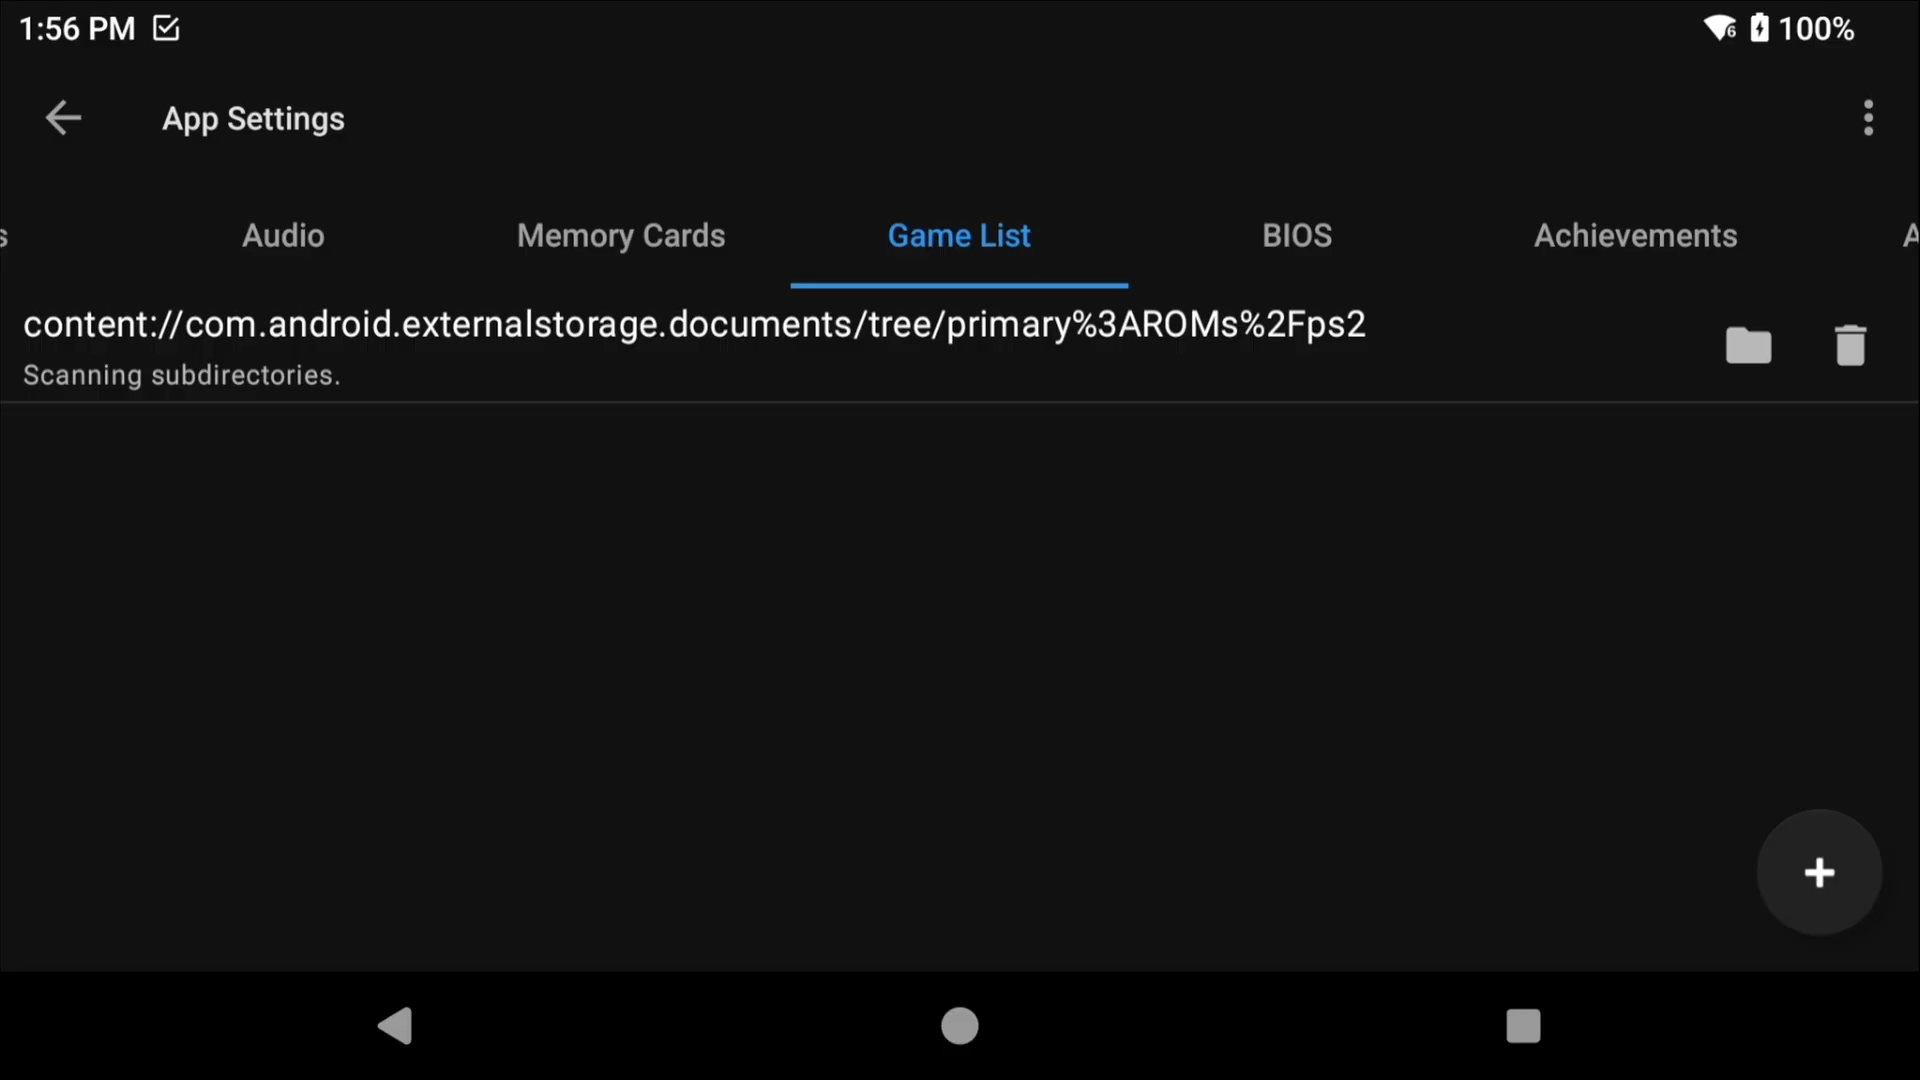 1:56 PM 6 100%
App Settings
s Audio Memory Cards Game List BIOS Achievements A
content://com.android.externalstorage.documents/tree/primary%3AROMs%2Fps2
Scanning subdirectories.